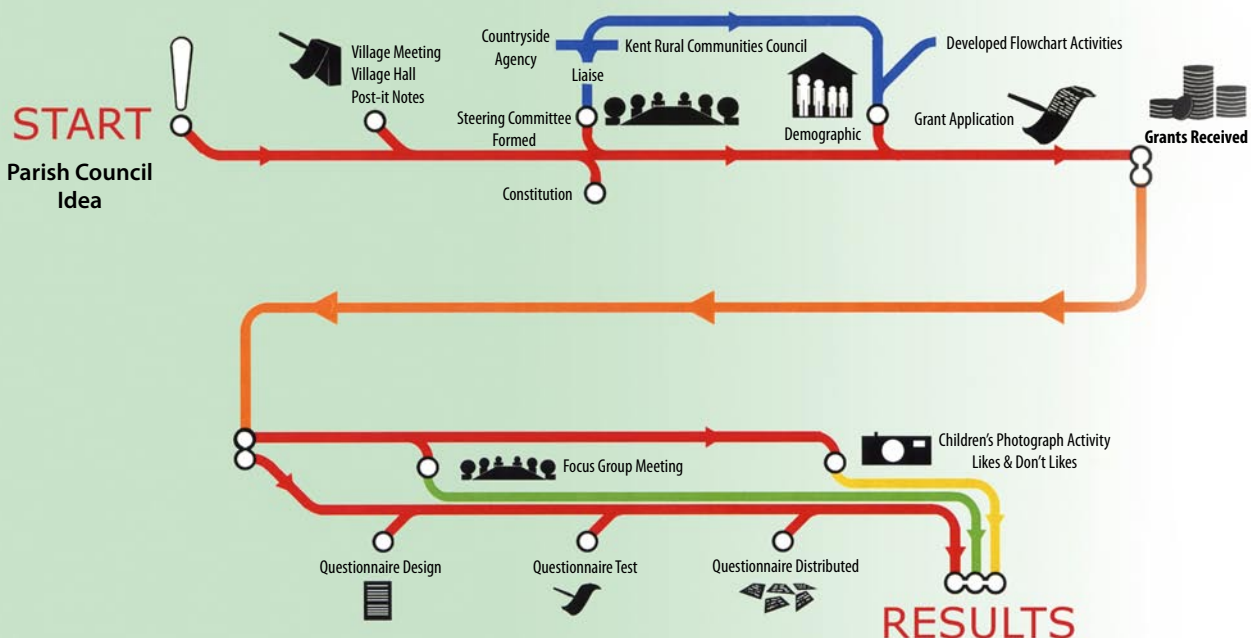 START
Parish Council
Idea
Village Meeting
Village Hall
Post-it Notes
Countryside
Agency
Kent Rural Communities Council
Liaise
Steering Committee
Formed
Constitution
Demographic
Developed Flowchart Activities
Grant Application
Grants Received
Focus Group Meeting
Children's Photograph Activity
Likes & Don't Likes
Questionnaire Design
Questionnaire Test
Questionnaire Distributed
RESULTS